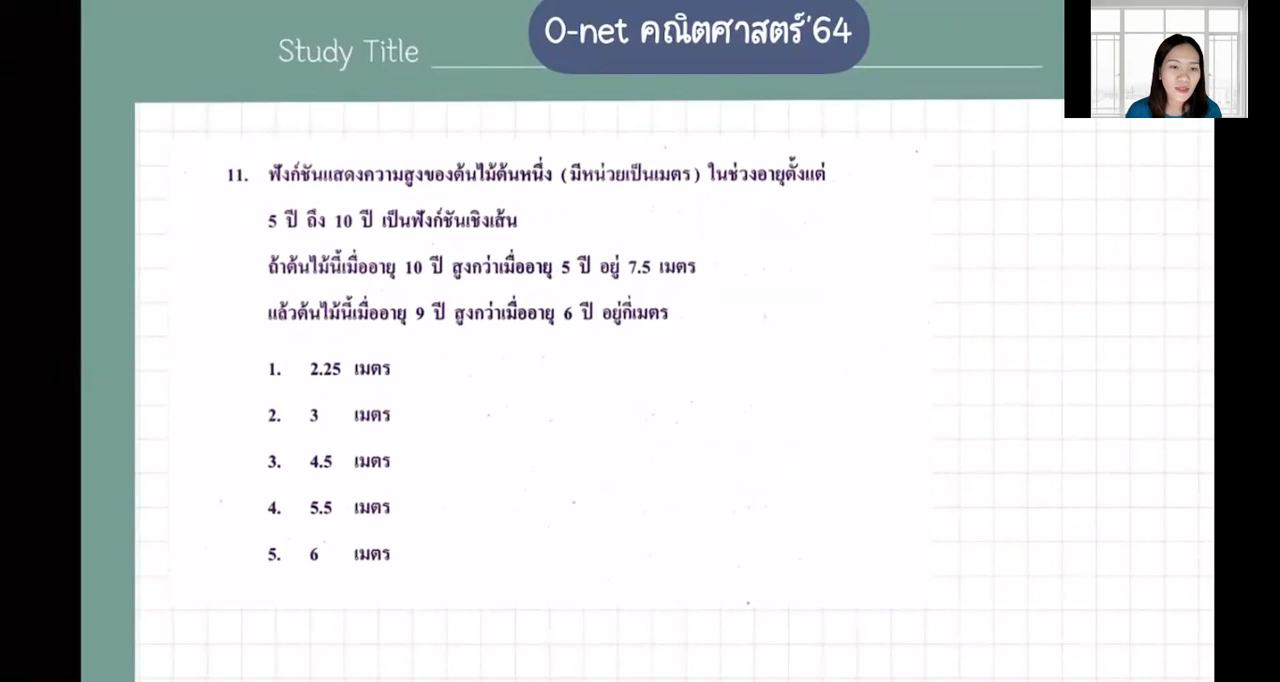 O-net คณิตศาสตร์'64
Study Title
11. ฟังก์ชันแสดงความสูงของต้นไม้ต้นหนึ่ง (มีหน่วยเป็นเมตร) ในช่วงอายุตั้งแต่
5 ปี ถึง 10 ปี เป็นฟังก์ชันเชิงเส้น
ถ้าต้นไม้นี้เมื่ออายุ 10 ปี สูงกว่าเมื่ออายุ 5 ปี อยู่ 7.5 เมตร
แล้วต้นไม้นี้เมื่ออายุ 9 ปี สูงกว่าเมื่ออายุ 6 ปี อยู่กี่เมตร
1. 2.25 เมตร
2. 3 เมตร
3. 4.5 เมตร
4. 5.5 เมตร
5. 6 เมตร